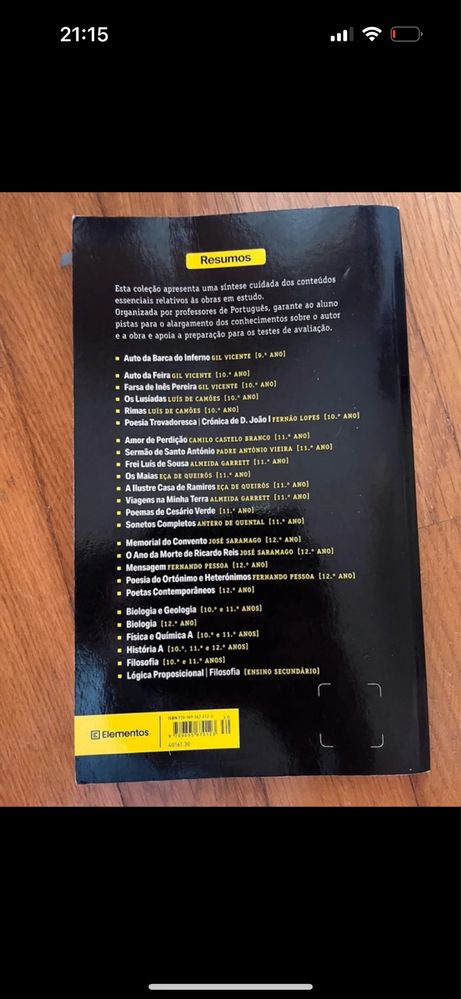 21:15
Resumos
Esta coleção apresenta uma síntese cuidada dos conteúdos
essenciais relativos às obras em estudo.
Organizada por professores de Português, garante ao aluno
pistas para o alargamento dos conhecimentos sobre o autor
e a obra e apoia a preparação para os testes de avaliação.
Auto da Barca do Inferno GIL VICENTE [9.º ANO]
Auto da Feira GIL VICENTE [10.º ANO]
Farsa de Inês Pereira GIL VICENTE [10.º ANO]
Os Lusíadas LUÍS DE CAMÕES [10.º ANO]
Rimas LUÍS DE CAMÕES [10.º ANO]
Poesia Trovadoresca | Crónica de D. João I FERNÃO LOPES [10.º ANO]
Amor de Perdição CAMILO CASTELO BRANCO [11.º ANO]
Sermão de Santo António PADRE ANTÓNIO VIEIRA [11.º ANO]
Frei Luís de Sousa ALMEIDA GARRETT [11.º ANO]
Os Maias EÇA DE QUEIRÓS [11.º ANO]
A Ilustre Casa de Ramires EÇA DE QUEIRÓS [11.º ANO]
Viagens na Minha Terra ALMEIDA GARRETT [11.º ANO]
Poemas de Cesário Verde [11.º ANO]
Sonetos Completos ANTERO DE QUENTAL [11.º ANO]
Memorial do Convento JOSÉ SARAMAGO [12.º ANO]
O Ano da Morte de Ricardo Reis JOSÉ SARAMAGO [12.º ANO]
Mensagem FERNANDO PESSOA [12.º ANO]
Poesia do Ortónimo e Heterónimos FERNANDO PESSOA [12.º ANO]
Poetas Contemporâneos [12.º ANO]
Biologia e Geologia [10.º e 11.º ANOS]
Biologia [12.º ANO]
Física e Química A [10.º e 11.º ANOS]
História A [10.º, 11.º e 12.º ANOS]
Filosofia [10.º e 11.º ANOS]
Lógica Proposicional | Filosofia [ENSINO SECUNDÁRIO]
Elementos
ISBN
40161.30